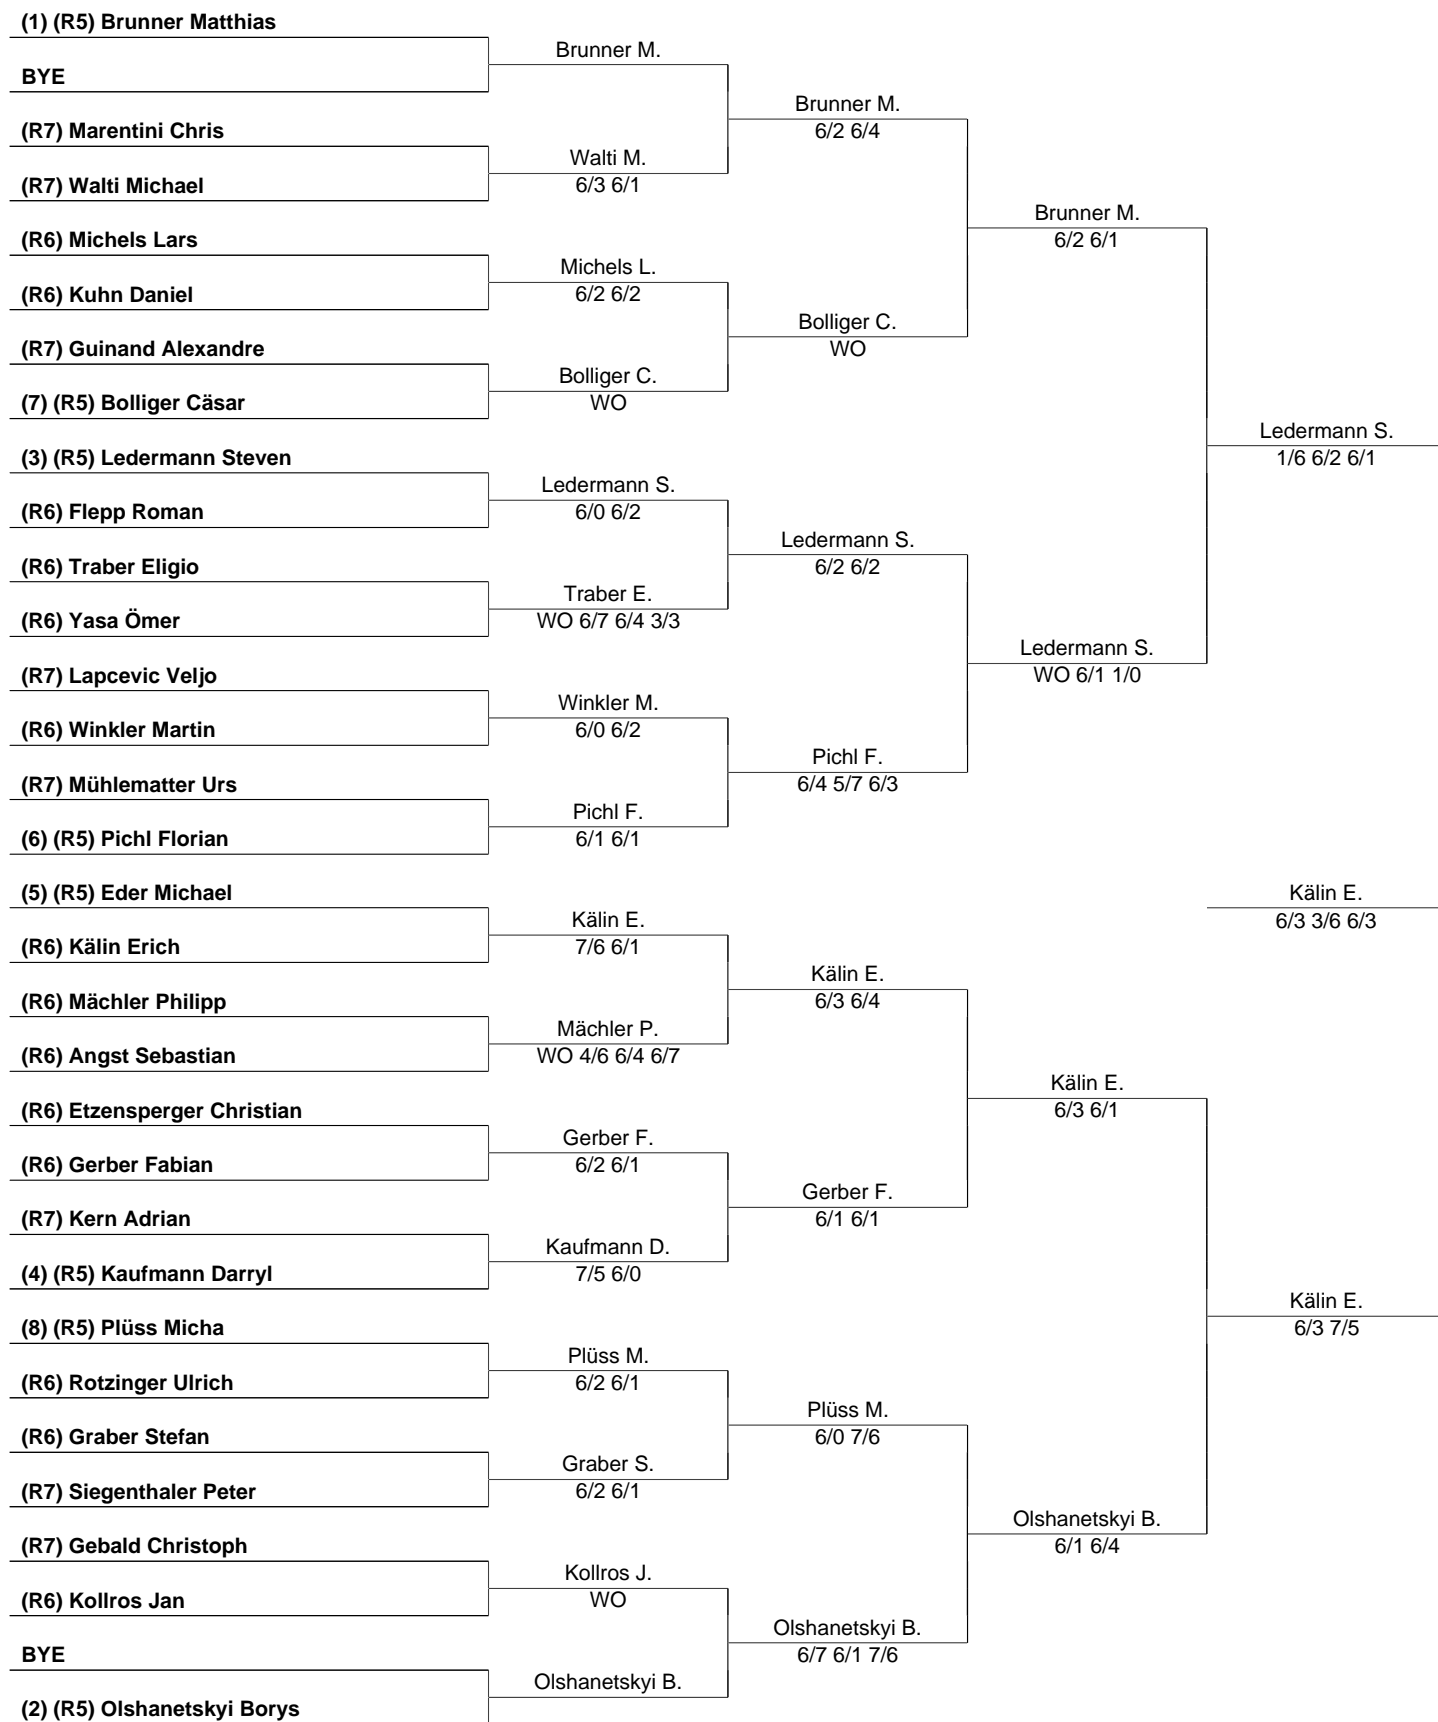 (1) (R5) Brunner Matthias
Brunner M.
BYE
Brunner M.
6/2 6/4
(R7) Marentini Chris
Walti M.
6/3 6/1
(R7) Walti Michael
Brunner M.
6/2 6/1
(R6) Michels Lars
Michels L.
6/2 6/2
(R6) Kuhn Daniel
Bolliger C.
WO
(R7) Guinand Alexandre
Bolliger C.
WO
(7) (R5) Bolliger Cäsar
Ledermann S.
1/6 6/2 6/1
(3) (R5) Ledermann Steven
Ledermann S.
6/0 6/2
(R6) Flepp Roman
Ledermann S.
6/2 6/2
(R6) Traber Eligio
Traber E.
WO 6/7 6/4 3/3
(R6) Yasa Ömer
Ledermann S.
WO 6/1 1/0
(R7) Lapcevic Veljo
Winkler M.
6/0 6/2
(R6) Winkler Martin
Pichl F.
6/4 5/7 6/3
(R7) Mühlematter Urs
Pichl F.
6/1 6/1
(6) (R5) Pichl Florian
(5) (R5) Eder Michael
Kälin E.
6/3 3/6 6/3
Kälin E.
7/6 6/1
(R6) Kälin Erich
Kälin E.
6/3 6/4
(R6) Mächler Philipp
Mächler P.
WO 4/6 6/4 6/7
(R6) Angst Sebastian
Kälin E.
6/3 6/1
(R6) Etzensperger Christian
Gerber F.
6/2 6/1
(R6) Gerber Fabian
Gerber F.
6/1 6/1
(R7) Kern Adrian
Kaufmann D.
7/5 6/0
(4) (R5) Kaufmann Darryl
Kälin E.
6/3 7/5
(8) (R5) Plüss Micha
Plüss M.
6/2 6/1
(R6) Rotzinger Ulrich
Plüss M.
6/0 7/6
(R6) Graber Stefan
Graber S.
6/2 6/1
(R7) Siegenthaler Peter
Olshanetskyi B.
6/1 6/4
(R7) Gebald Christoph
Kollros J.
WO
(R6) Kollros Jan
Olshanetskyi B.
6/7 6/1 7/6
BYE
Olshanetskyi B.
(2) (R5) Olshanetskyi Borys